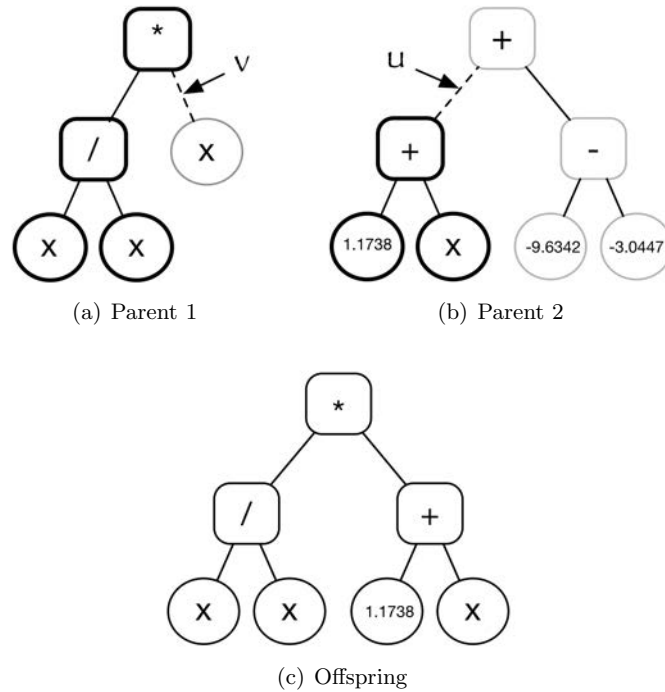 *
v
/
x
x
x
(a) Parent 1
+
u
+
-
1.1738
x
-9.6342
-3.0447
(b) Parent 2
*
/
+
x
x
1.1738
x
(c) Offspring